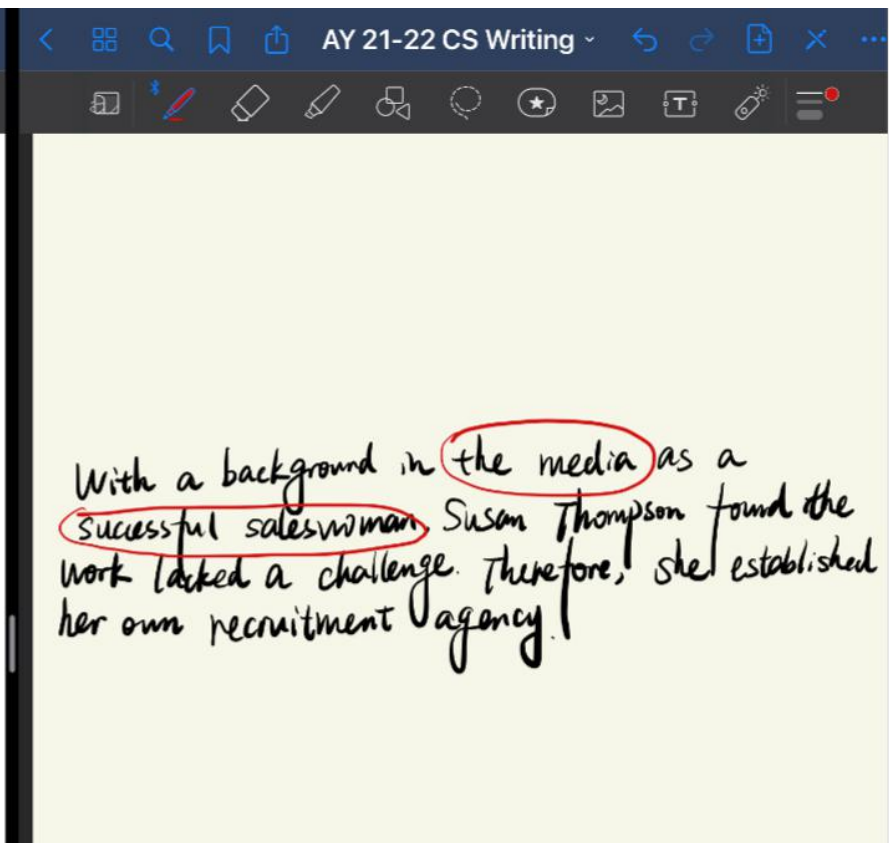 AY 21-22 CS Writing
With a background in the media as a
sucessful saleswoman, Susan Thompson found the
work lacked a challenge. Therefore, she established
her own recruitment agency.